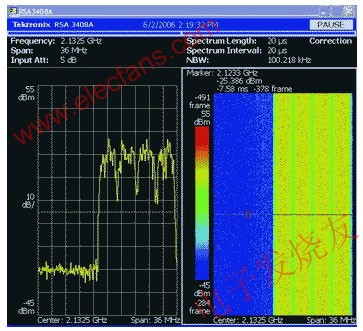 RSA3408A
Tektronix RSA 3408A 6/2/2006 2:19:32 PM PAUSE
Frequency: 2.1325 GHz
Span: 36 MHz
Input Att: 5 dB
Spectrum Length: 20 µs Correction
Spectrum Interval: 20 µs
NBW: 100.218 kHz
Marker: 2.1233 GHz
-25.386 dBm
-7.58 ms -378 frame
55
dBm
10
dB/
-45
dBm
Center: 2.1325 GHz Span: 36 MHz
-491
frame
55
dBm
-45
dBm
-284
frame
Center: 2.1325 GHz Span: 36 MHz
www.elecfans.com 电子发烧友